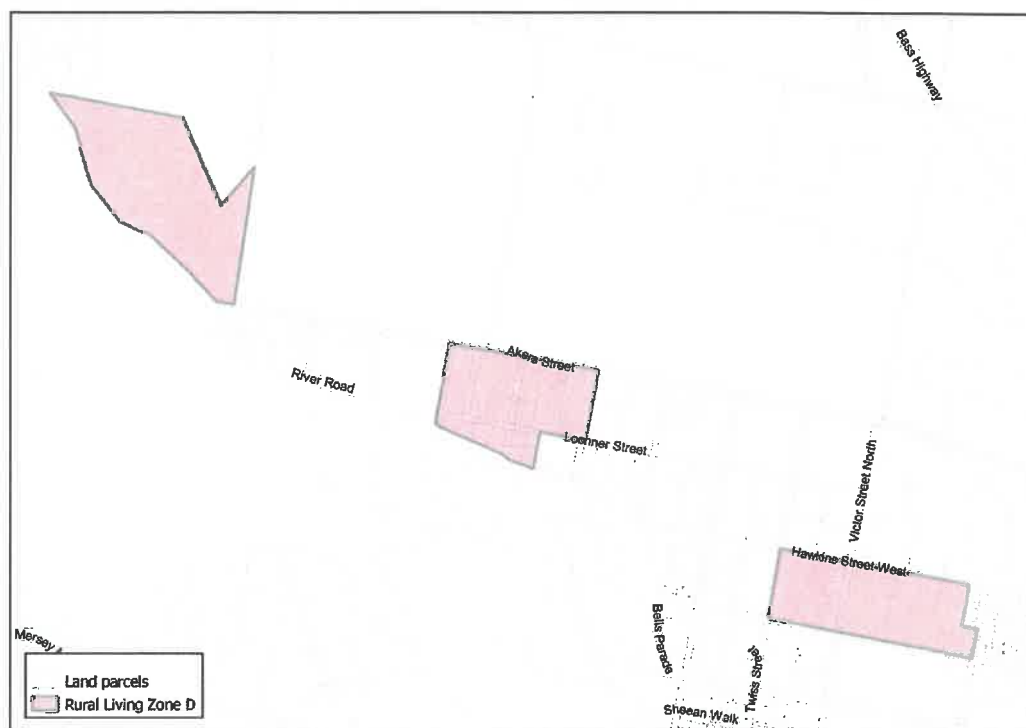 Bass Highway
Akers Street
River Road
Lochner Street
Victor Street North
Hawkins Street West
Bells Parade
Mersey
Land parcels
Rural Living Zone D
Twiss Street
Sheean Walk